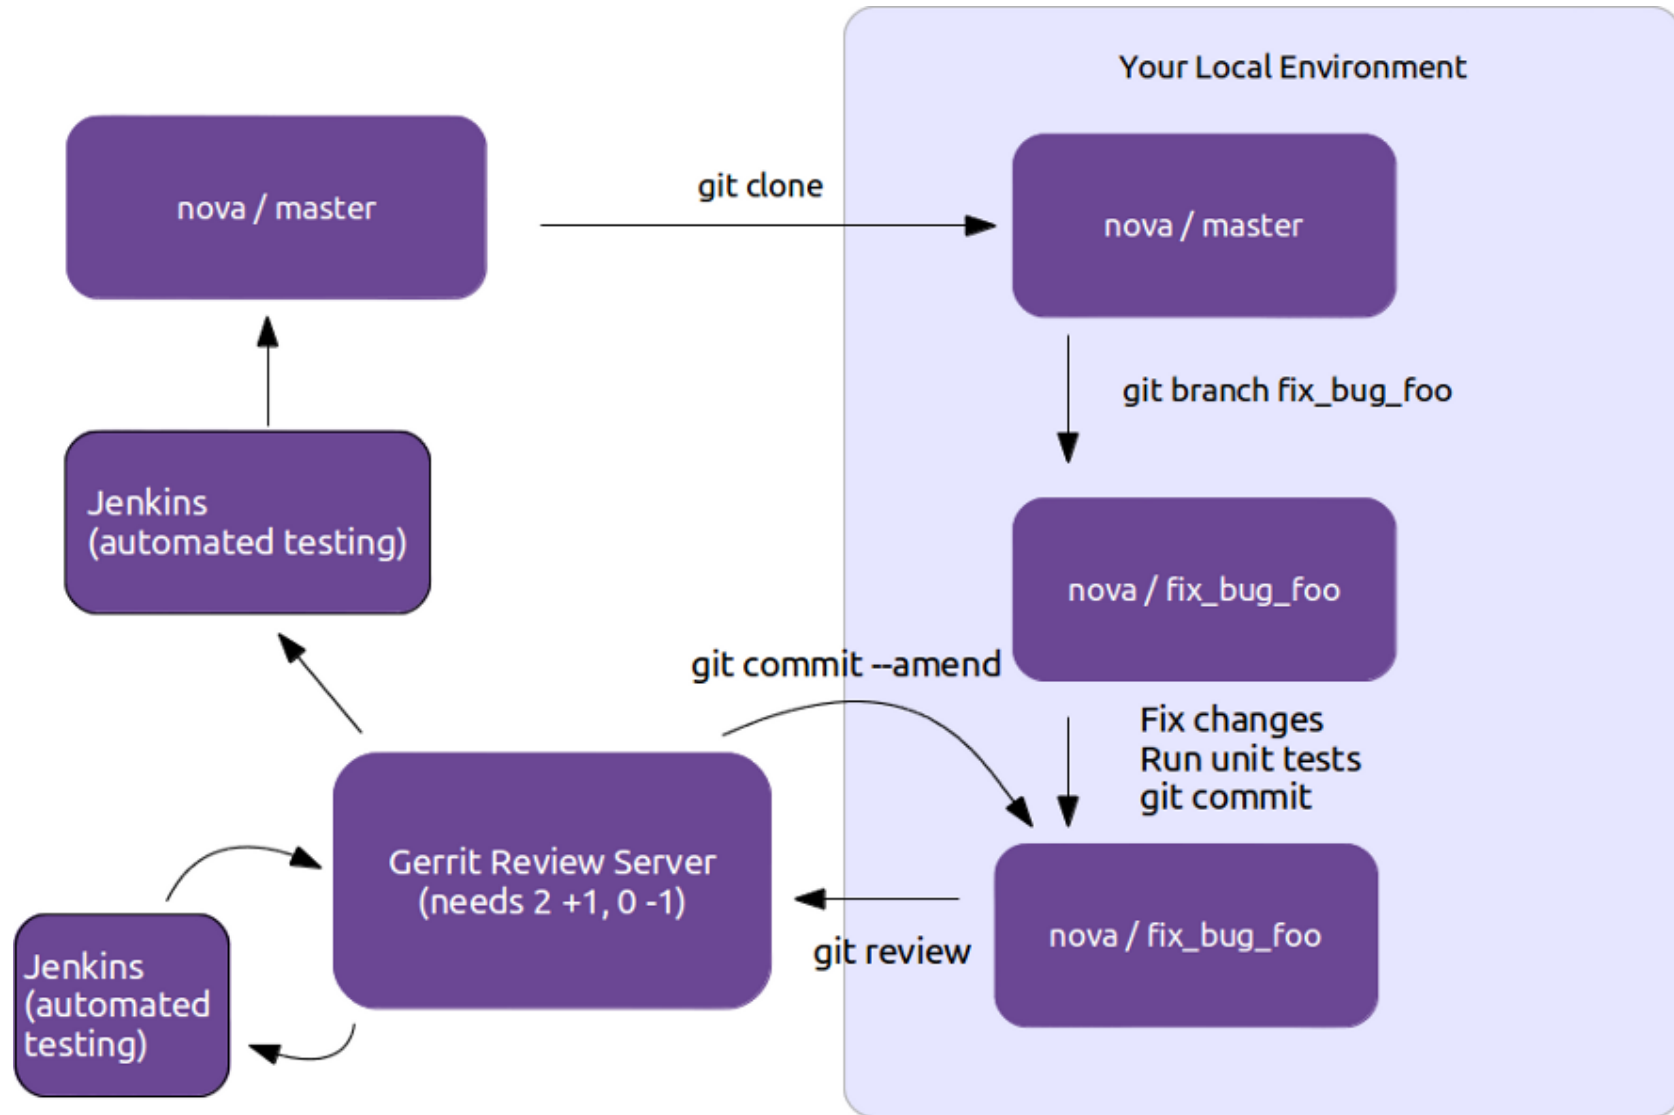 Your Local Environment
nova / master
git clone
nova / master
git branch fix_bug_foo
Jenkins
(automated testing)
nova / fix_bug_foo
git commit --amend
Fix changes
Run unit tests
git commit
Gerrit Review Server
(needs 2 +1, 0 -1)
git review
nova / fix_bug_foo
Jenkins
(automated
testing)